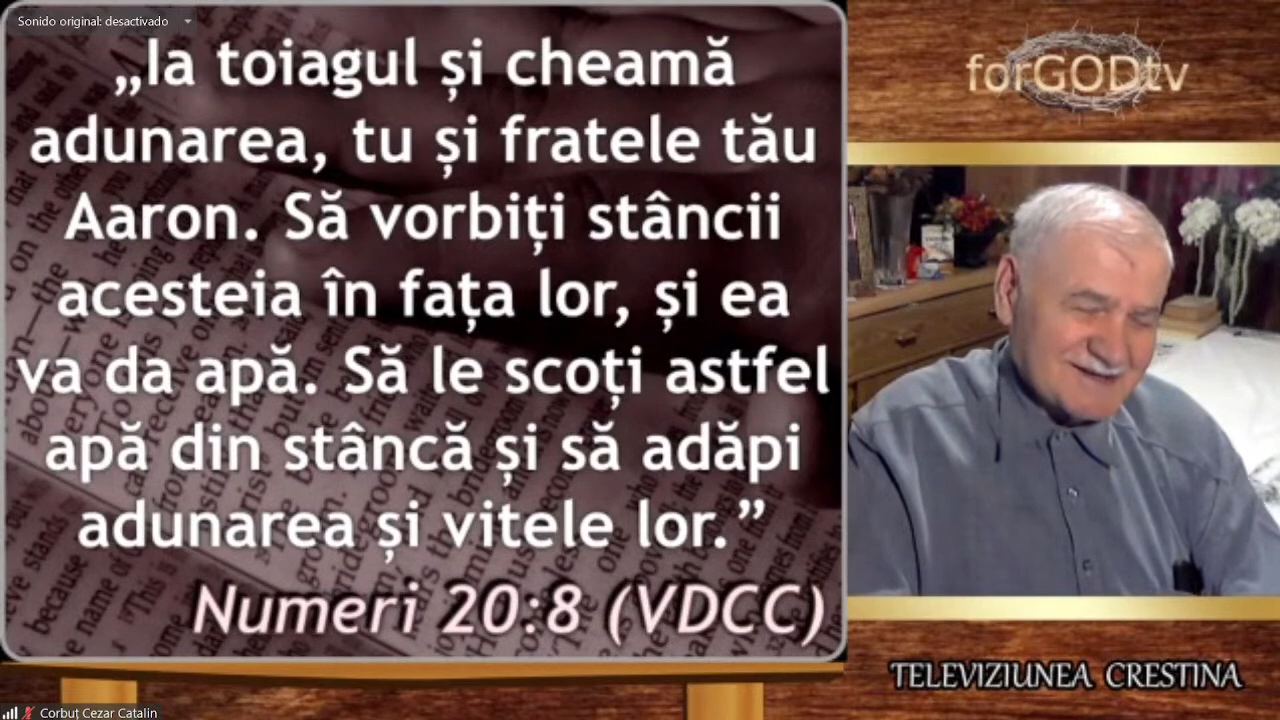 Sonido original: desactivado
„Ia toiagul și cheamă
adunarea, tu și fratele tău
Aaron. Să vorbiți stâncii
acesteia în fața lor, și ea
va da apă. Să le scoți astfel
apă din stâncă și să adăpi
adunarea și vitele lor.”
Numeri 20:8 (VDCC)
forGODtv
TELEVIZIUNEA CRESTINA
Corbuț Cezar Catalin